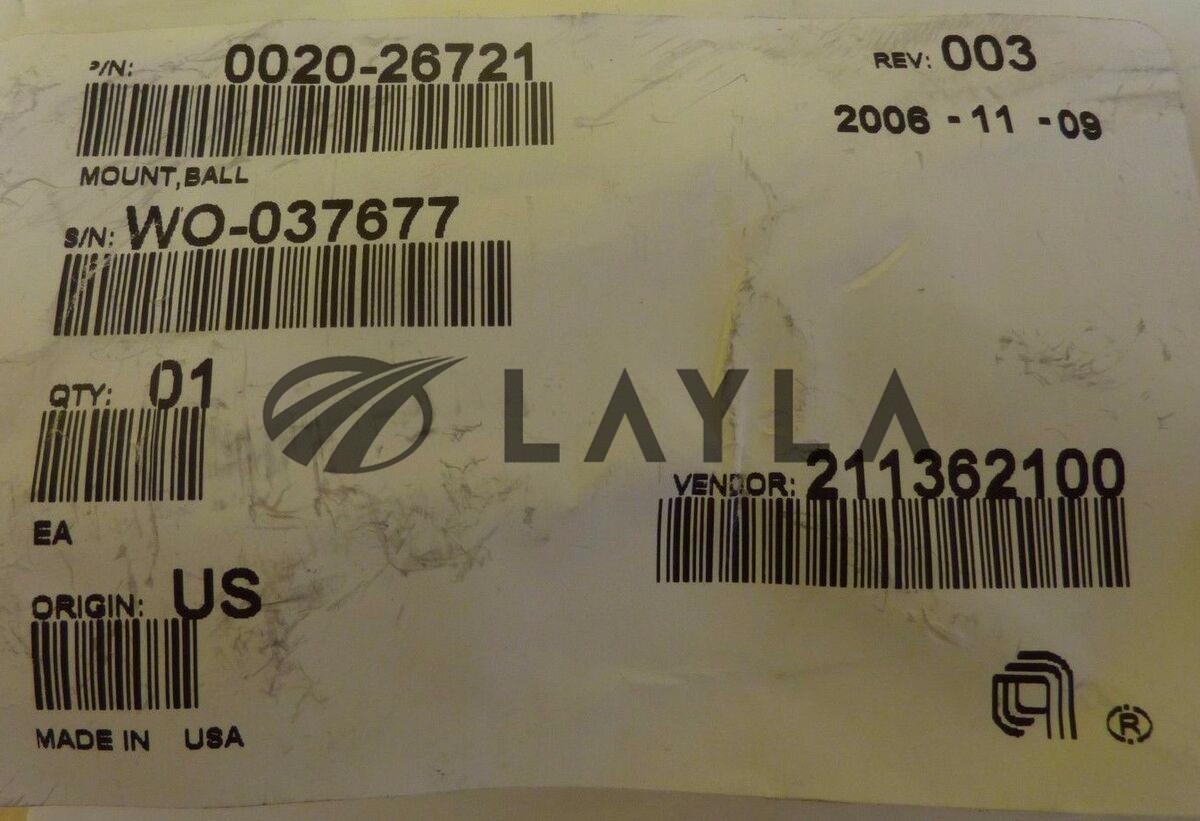 P/N: 0020-26721
REV: 003
2006 - 11 - 09
MOUNT,BALL
S/N: WO-037677
QTY: 01
LAYLA
VENDOR: 211362100
EA
ORIGIN: US
MADE IN USA
®